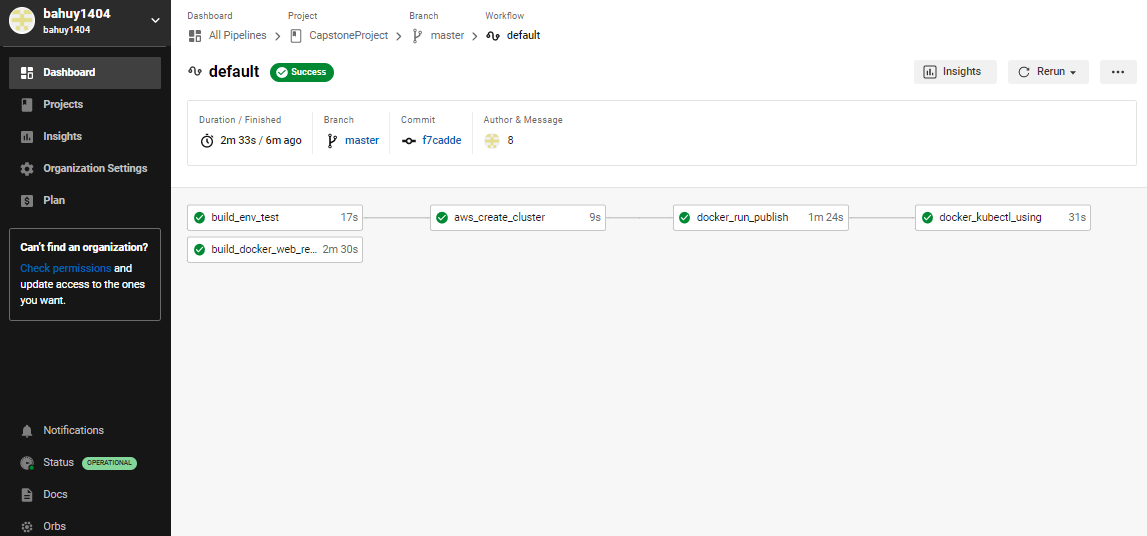 bahuy1404
bahuy1404
Dashboard
Projects
Insights
Organization Settings
Plan
Can't find an organization?
Check permissions and
update access to the ones
you want.
Notifications
Status OPERATIONAL
Docs
Orbs
Dashboard Project Branch Workflow
All Pipelines CapstoneProject master default
default Success Insights Rerun
Duration / Finished Branch Commit Author & Message
2m 33s / 6m ago master f7cadde 8
build_env_test 17s aws_create_cluster 9s docker_run_publish 1m 24s docker_kubectl_using 31s
build_docker_web_re... 2m 30s